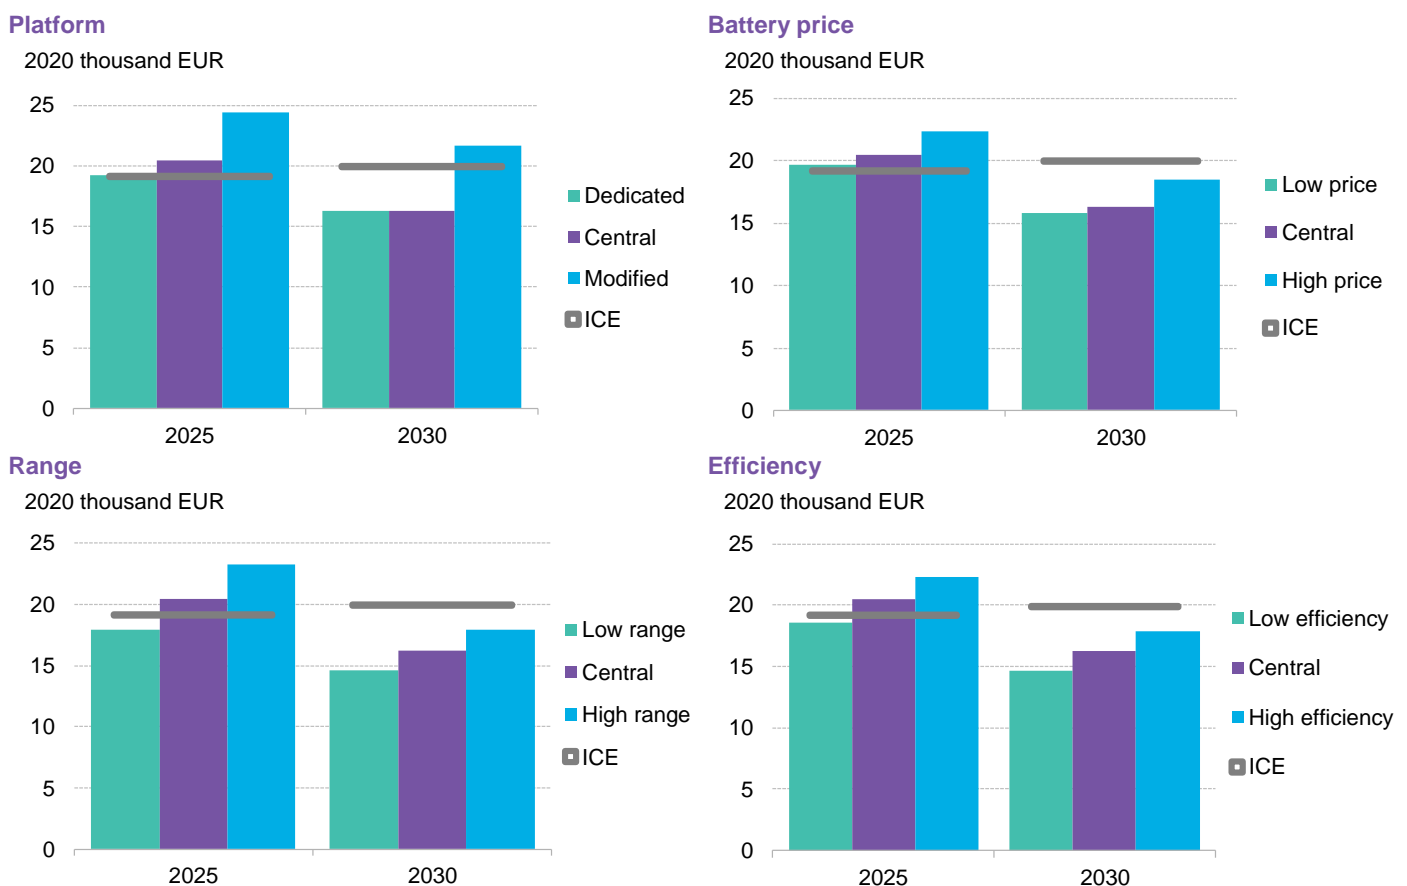 Platform
2020 thousand EUR
25
20
15
10
5
0
2025
2030
Dedicated
Central
Modified
ICE
Battery price
2020 thousand EUR
25
20
15
10
5
0
2025
2030
Low price
Central
High price
ICE
Range
2020 thousand EUR
25
20
15
10
5
0
2025
2030
Low range
Central
High range
ICE
Efficiency
2020 thousand EUR
25
20
15
10
5
0
2025
2030
Low efficiency
Central
High efficiency
ICE